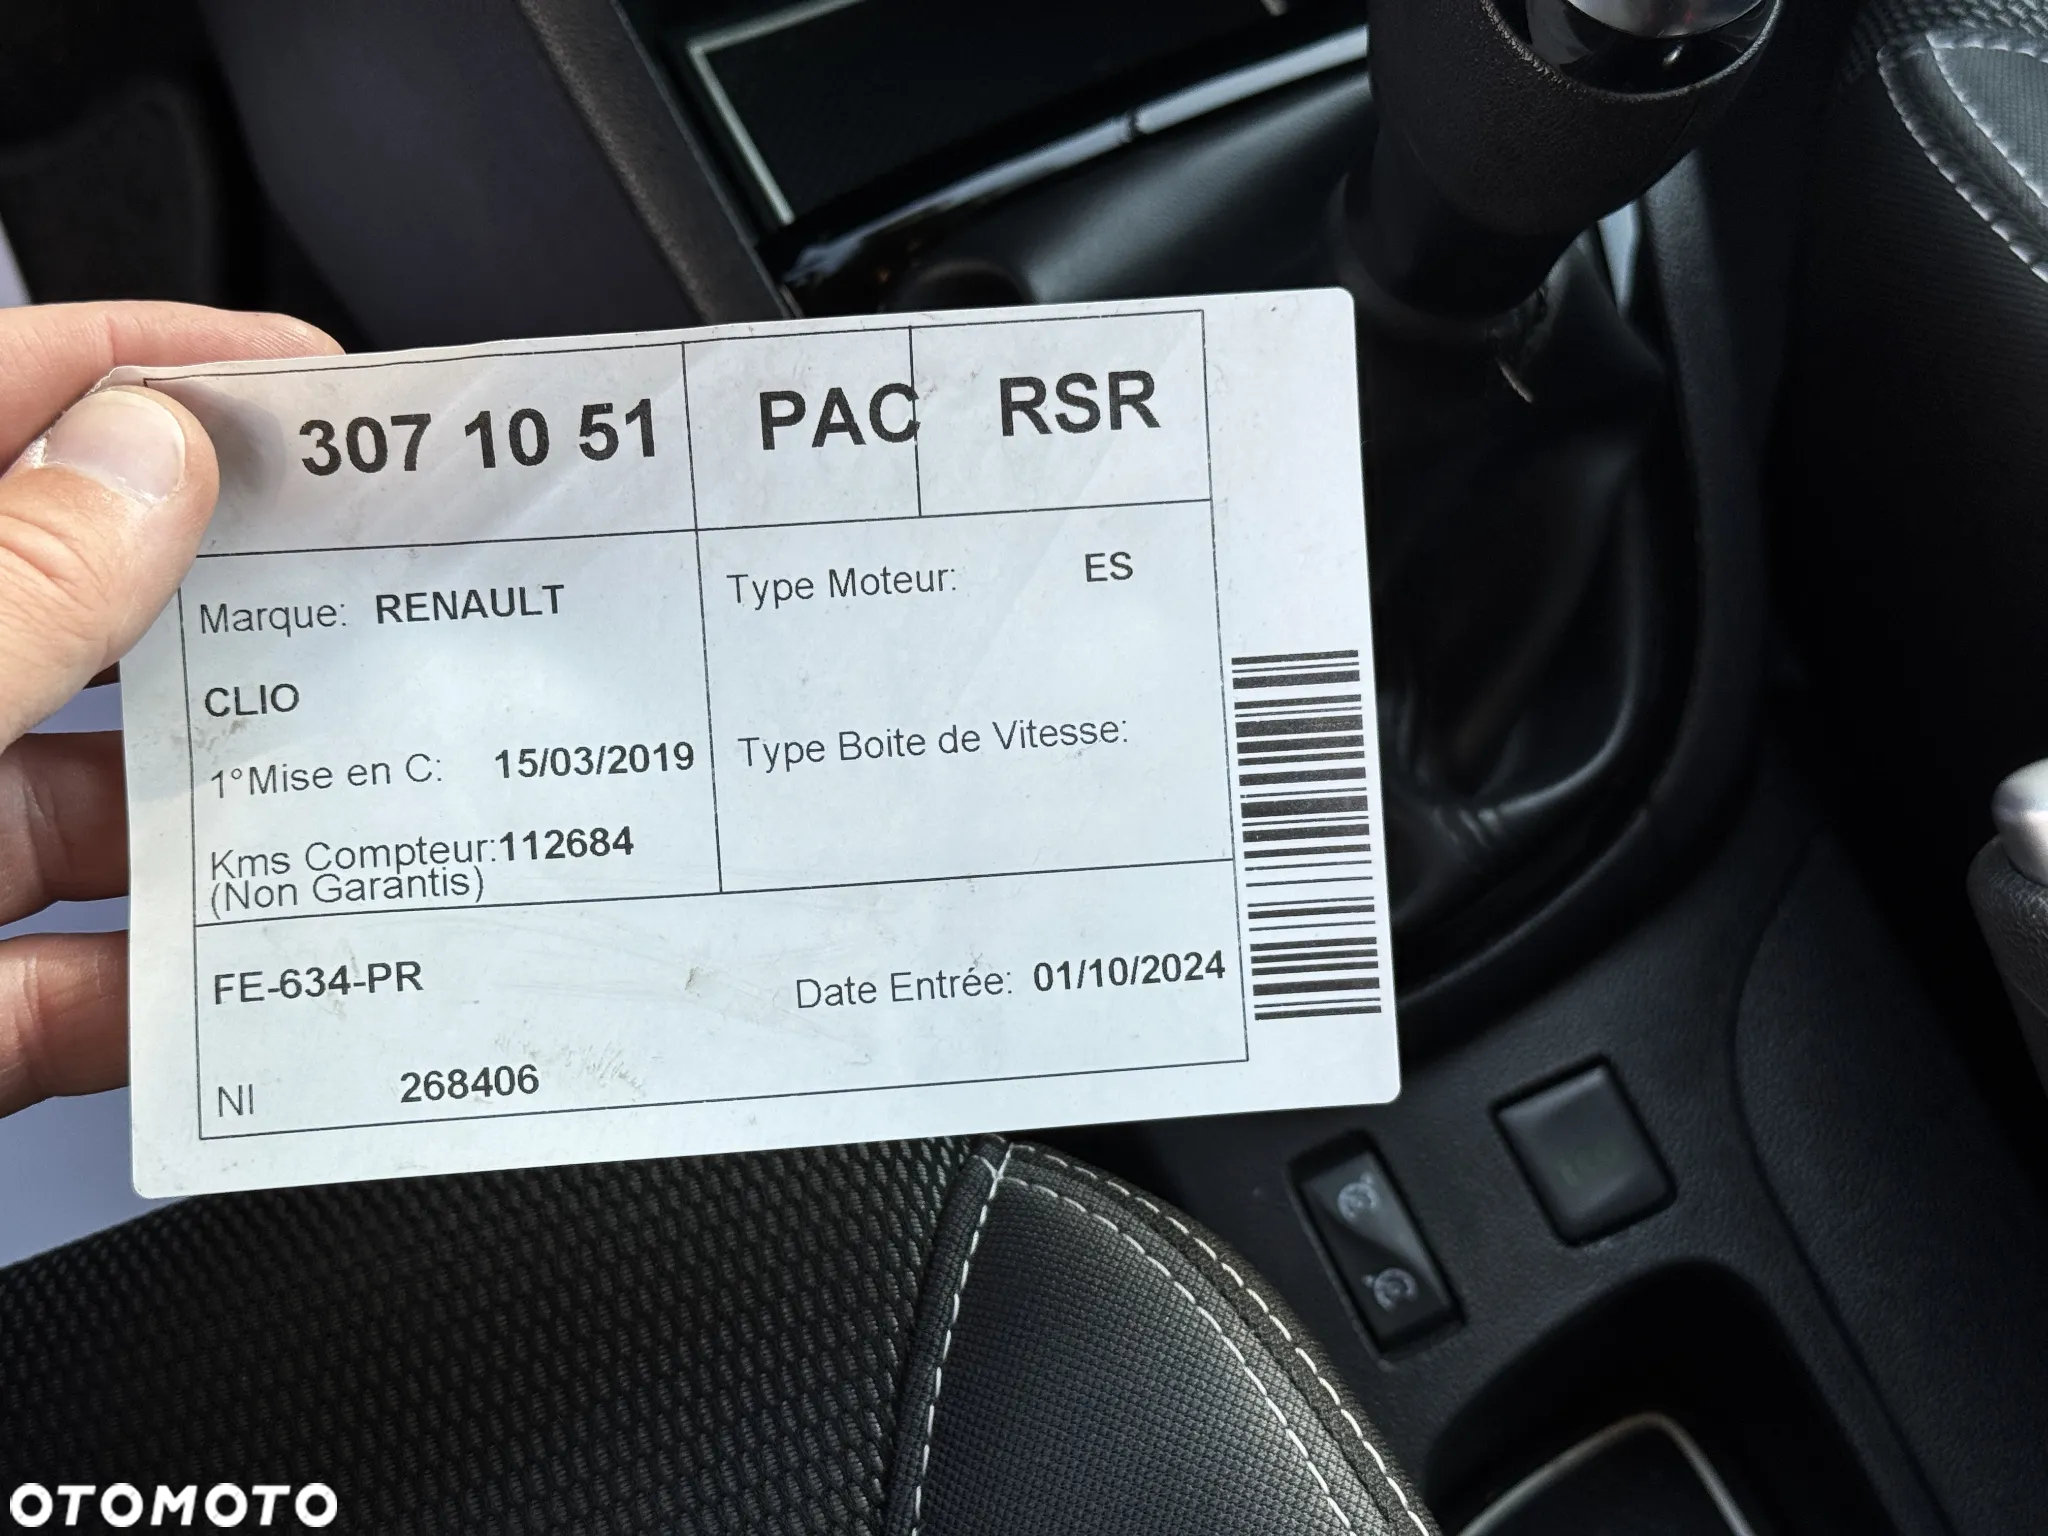 307 10 51 PAC RSR
Marque: RENAULT
Type Moteur: ES
CLIO
1°Mise en C: 15/03/2019
Type Boite de Vitesse:
Kms Compteur:112684
(Non Garantis)
FE-634-PR
Date Entrée: 01/10/2024
NI 268406
OTOMOTO